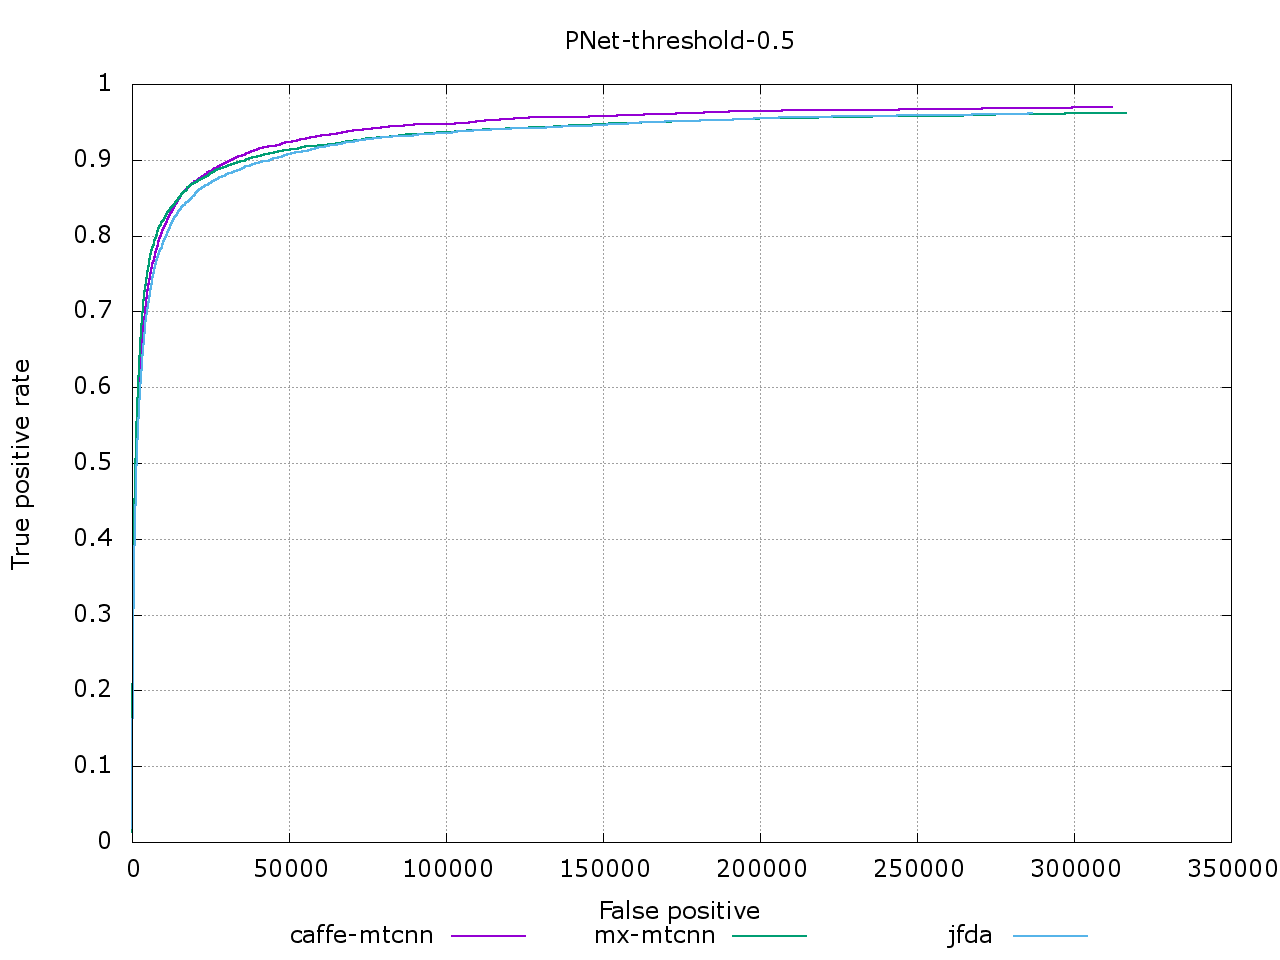 PNet-threshold-0.5
1
0.9
0.8
0.7
0.6
0.5
0.4
0.3
0.2
0.1
0
True positive rate
0 50000 100000 150000 200000 250000 300000 350000
False positive
caffe-mtcnn mx-mtcnn jfda